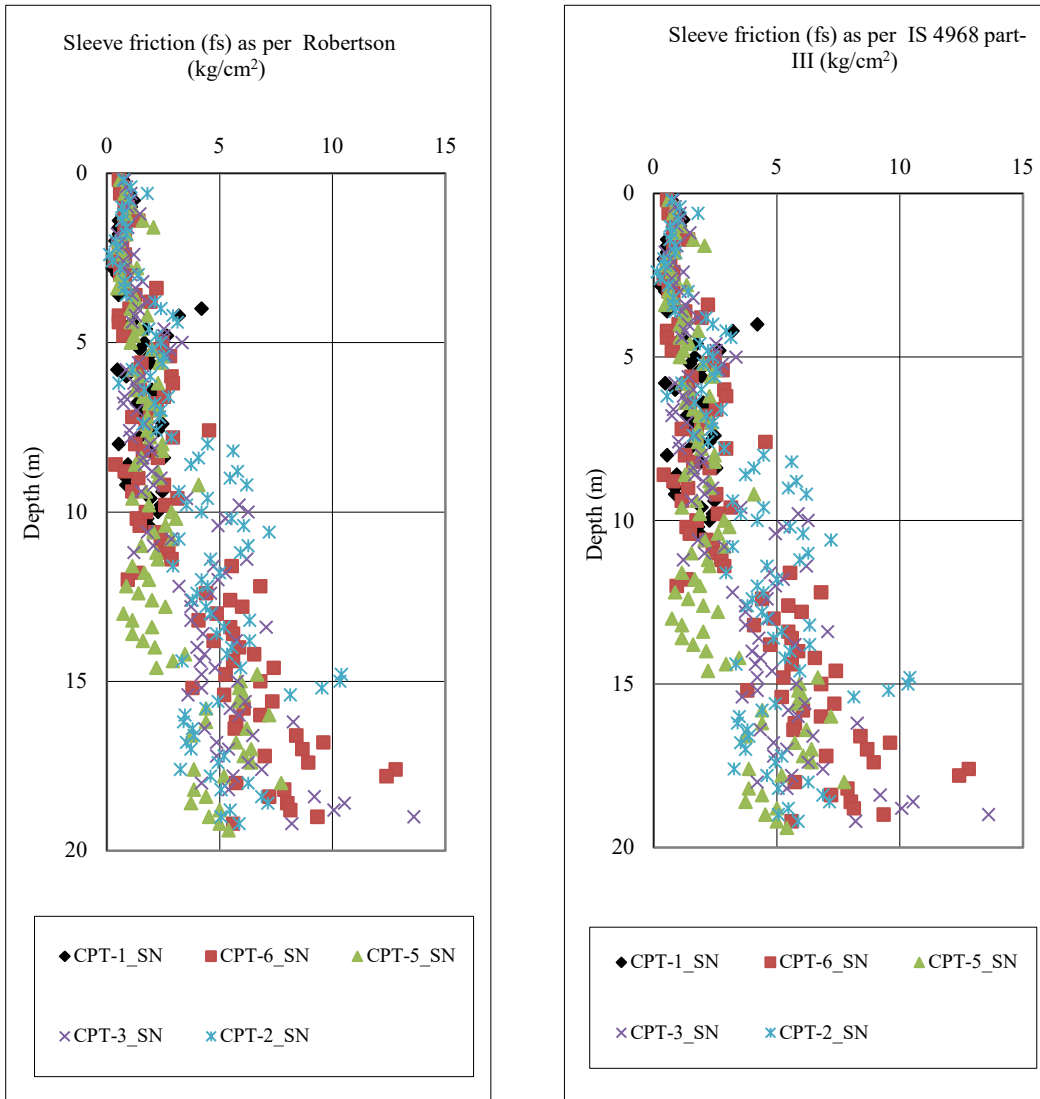 Sleeve friction (fs) as per Robertson
(kg/cm²)
0 5 10 15
0
5
10
15
20
Depth (m)
CPT-1_SN CPT-6_SN CPT-5_SN
CPT-3_SN CPT-2_SN
Sleeve friction (fs) as per IS 4968 part-
III (kg/cm²)
0 5 10 15
0
5
10
15
20
Depth (m)
CPT-1_SN CPT-6_SN CPT-5_SN
CPT-3_SN CPT-2_SN